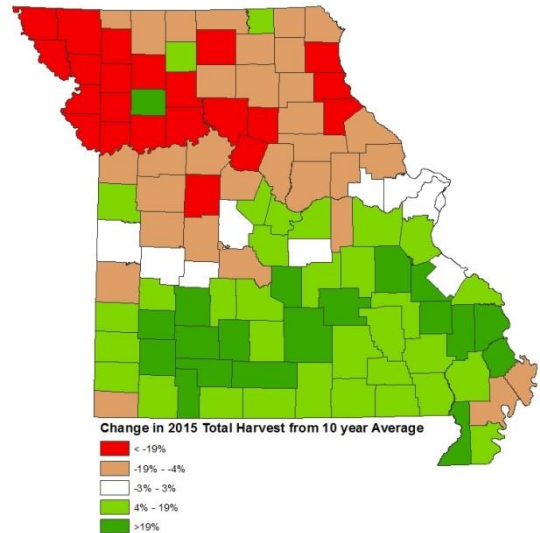 Change in 2015 Total Harvest from 10 year Average
< -19%
-19% - -4%
-3% - 3%
4% - 19%
>19%